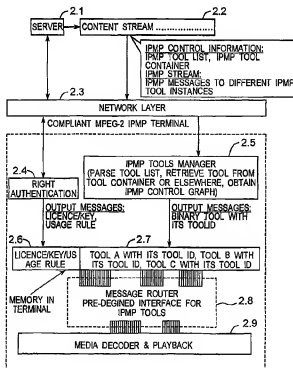 2.1
2.2
SERVER
CONTENT STREAM ......................
IPMP CONTROL INFORMATION:
IPMP TOOL LIST, IPMP TOOL
CONTAINER
IPMP STREAM:
IPMP MESSAGES TO DIFFERENT IPMP
TOOL INSTANCES
2.3
NETWORK LAYER
COMPLIANT MPEG-2 IPMP TERMINAL
2.4
2.5
RIGHT
AUTHENTICATION
IPMP TOOLS MANAGER
(PARSE TOOL LIST, RETRIEVE TOOL FROM
TOOL CONTAINER OR ELSEWHERE, OBTAIN
IPMP CONTROL GRAPH)
OUTPUT MESSAGES:
LICENCE/KEY,
USAGE RULE
OUTPUT MESSAGES:
BINARY TOOL WITH
ITS TOOLID
2.6
2.7
LICENCE/KEY/US
AGE RULE
TOOL A WITH ITS TOOL ID, TOOL B WITH
ITS TOOL ID, TOOL C WITH ITS TOOL ID
MEMORY IN
TERMINAL
MESSAGE ROUTER
PRE-DEGINED INTERFACE FOR
IPMP TOOLS
2.8
2.9
MEDIA DECODER & PLAYBACK